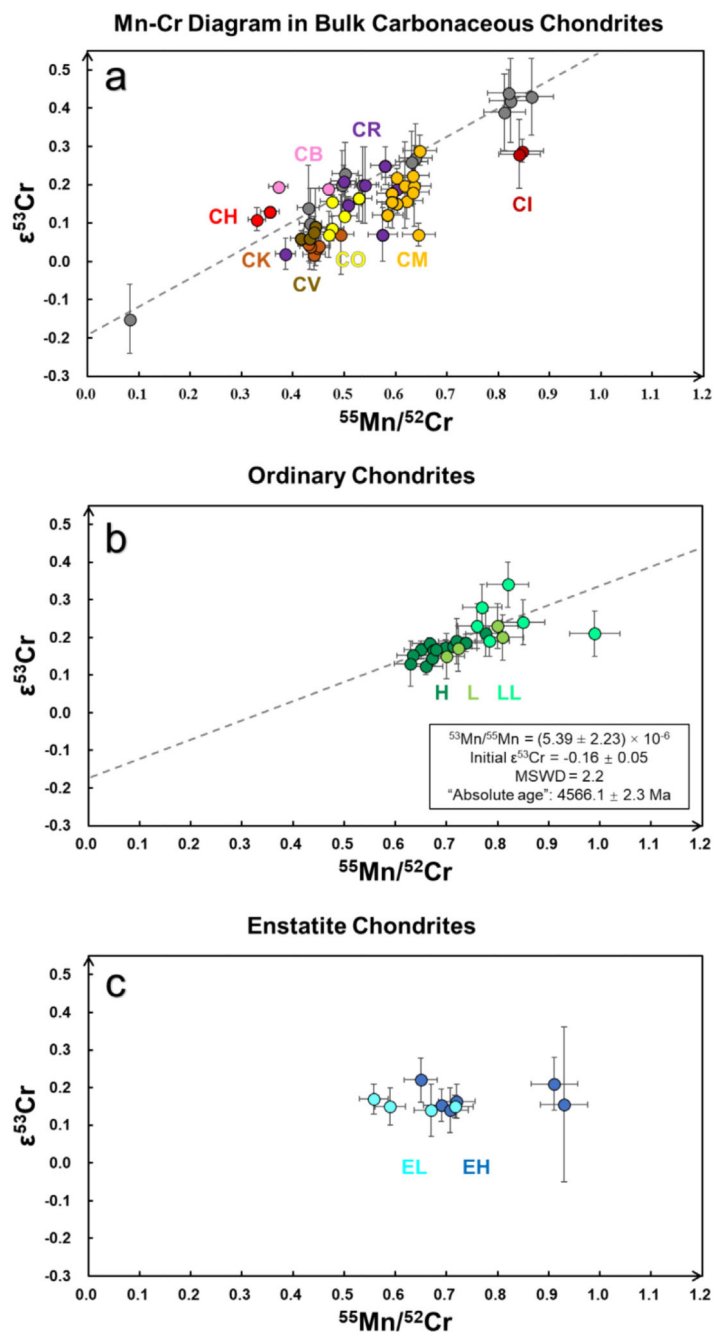 Mn-Cr Diagram in Bulk Carbonaceous Chondrites
a
0.5
0.4
0.3
0.2
0.1
0.0
-0.1
-0.2
-0.3
ε⁵³Cr
CR
CB
CH
CI
CK
CO
CM
CV
0.0 0.1 0.2 0.3 0.4 0.5 0.6 0.7 0.8 0.9 1.0 1.1 1.2
⁵⁵Mn/⁵²Cr
Ordinary Chondrites
b
0.5
0.4
0.3
0.2
0.1
0.0
-0.1
-0.2
-0.3
ε⁵³Cr
H L LL
⁵³Mn/⁵⁵Mn = (5.39 ± 2.23) × 10⁻⁶
Initial ε⁵³Cr = -0.16 ± 0.05
MSWD = 2.2
“Absolute age”: 4566.1 ± 2.3 Ma
0.0 0.1 0.2 0.3 0.4 0.5 0.6 0.7 0.8 0.9 1.0 1.1 1.2
⁵⁵Mn/⁵²Cr
Enstatite Chondrites
c
0.5
0.4
0.3
0.2
0.1
0.0
-0.1
-0.2
-0.3
ε⁵³Cr
EL EH
0.0 0.1 0.2 0.3 0.4 0.5 0.6 0.7 0.8 0.9 1.0 1.1 1.2
⁵⁵Mn/⁵²Cr